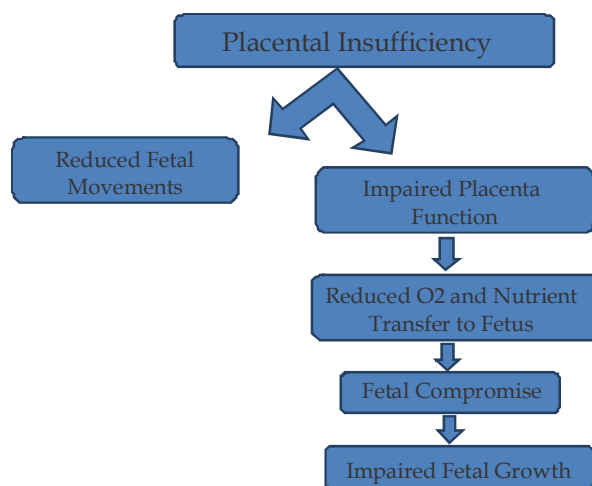 Placental Insufficiency
Reduced Fetal
Movements
Impaired Placenta
Function
Reduced O2 and Nutrient
Transfer to Fetus
Fetal Compromise
Impaired Fetal Growth